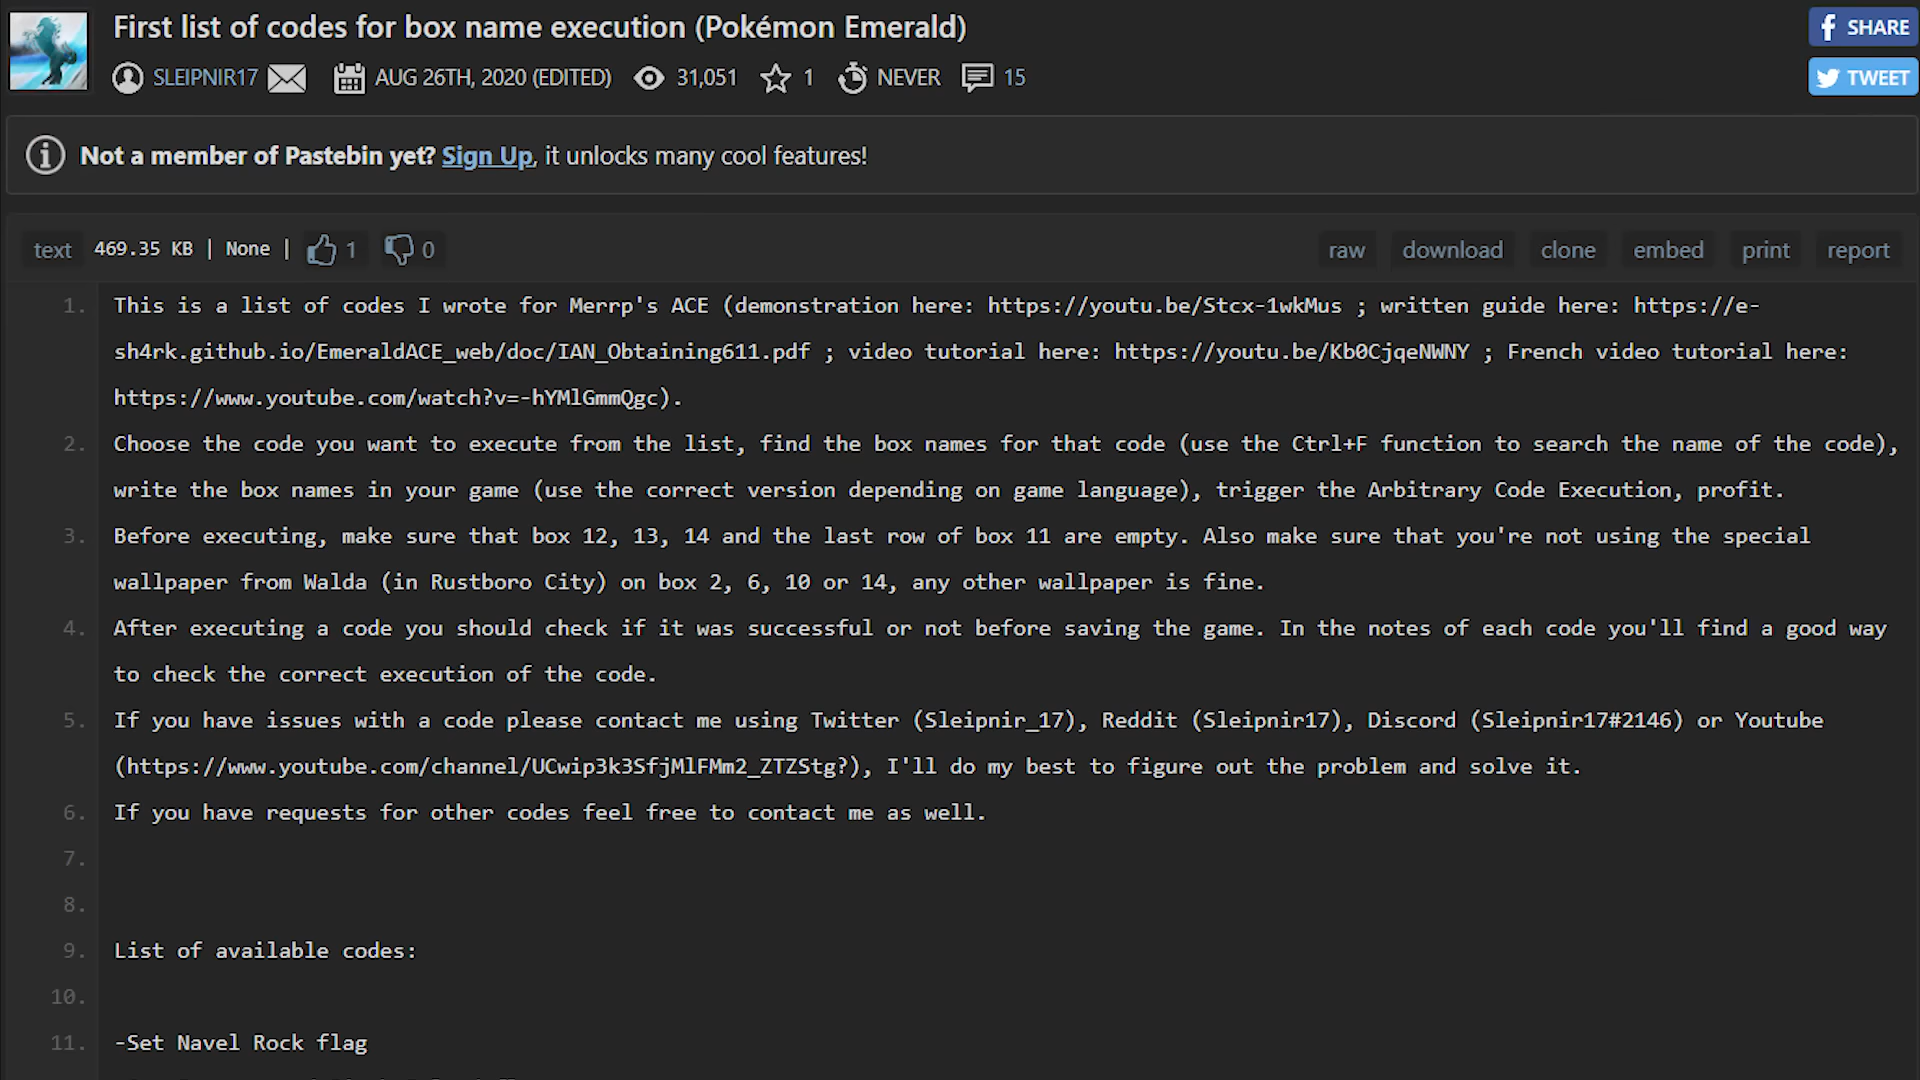 First list of codes for box name execution (Pokémon Emerald)
SHARE
SLEIPNIR17 AUG 26TH, 2020 (EDITED) 31,051 1 NEVER 15
TWEET
Not a member of Pastebin yet? Sign Up, it unlocks many cool features!
text 469.35 KB | None | 1 0 raw download clone embed print report
1. This is a list of codes I wrote for Merrp's ACE (demonstration here: https://youtu.be/Stcx-1wkMus ; written guide here: https://e-
sh4rk.github.io/EmeraldACE_web/doc/IAN_Obtaining611.pdf ; video tutorial here: https://youtu.be/Kb0CjqeNWNY ; French video tutorial here:
https://www.youtube.com/watch?v=-hYMlGmmQgc).
2. Choose the code you want to execute from the list, find the box names for that code (use the Ctrl+F function to search the name of the code),
write the box names in your game (use the correct version depending on game language), trigger the Arbitrary Code Execution, profit.
3. Before executing, make sure that box 12, 13, 14 and the last row of box 11 are empty. Also make sure that you're not using the special
wallpaper from Walda (in Rustboro City) on box 2, 6, 10 or 14, any other wallpaper is fine.
4. After executing a code you should check if it was successful or not before saving the game. In the notes of each code you'll find a good way
to check the correct execution of the code.
5. If you have issues with a code please contact me using Twitter (Sleipnir_17), Reddit (Sleipnir17), Discord (Sleipnir17#2146) or Youtube
(https://www.youtube.com/channel/UCwip3k3SfjMlFMm2_ZTZStg?), I'll do my best to figure out the problem and solve it.
6. If you have requests for other codes feel free to contact me as well.
7.
8.
9. List of available codes:
10.
11. -Set Navel Rock flag